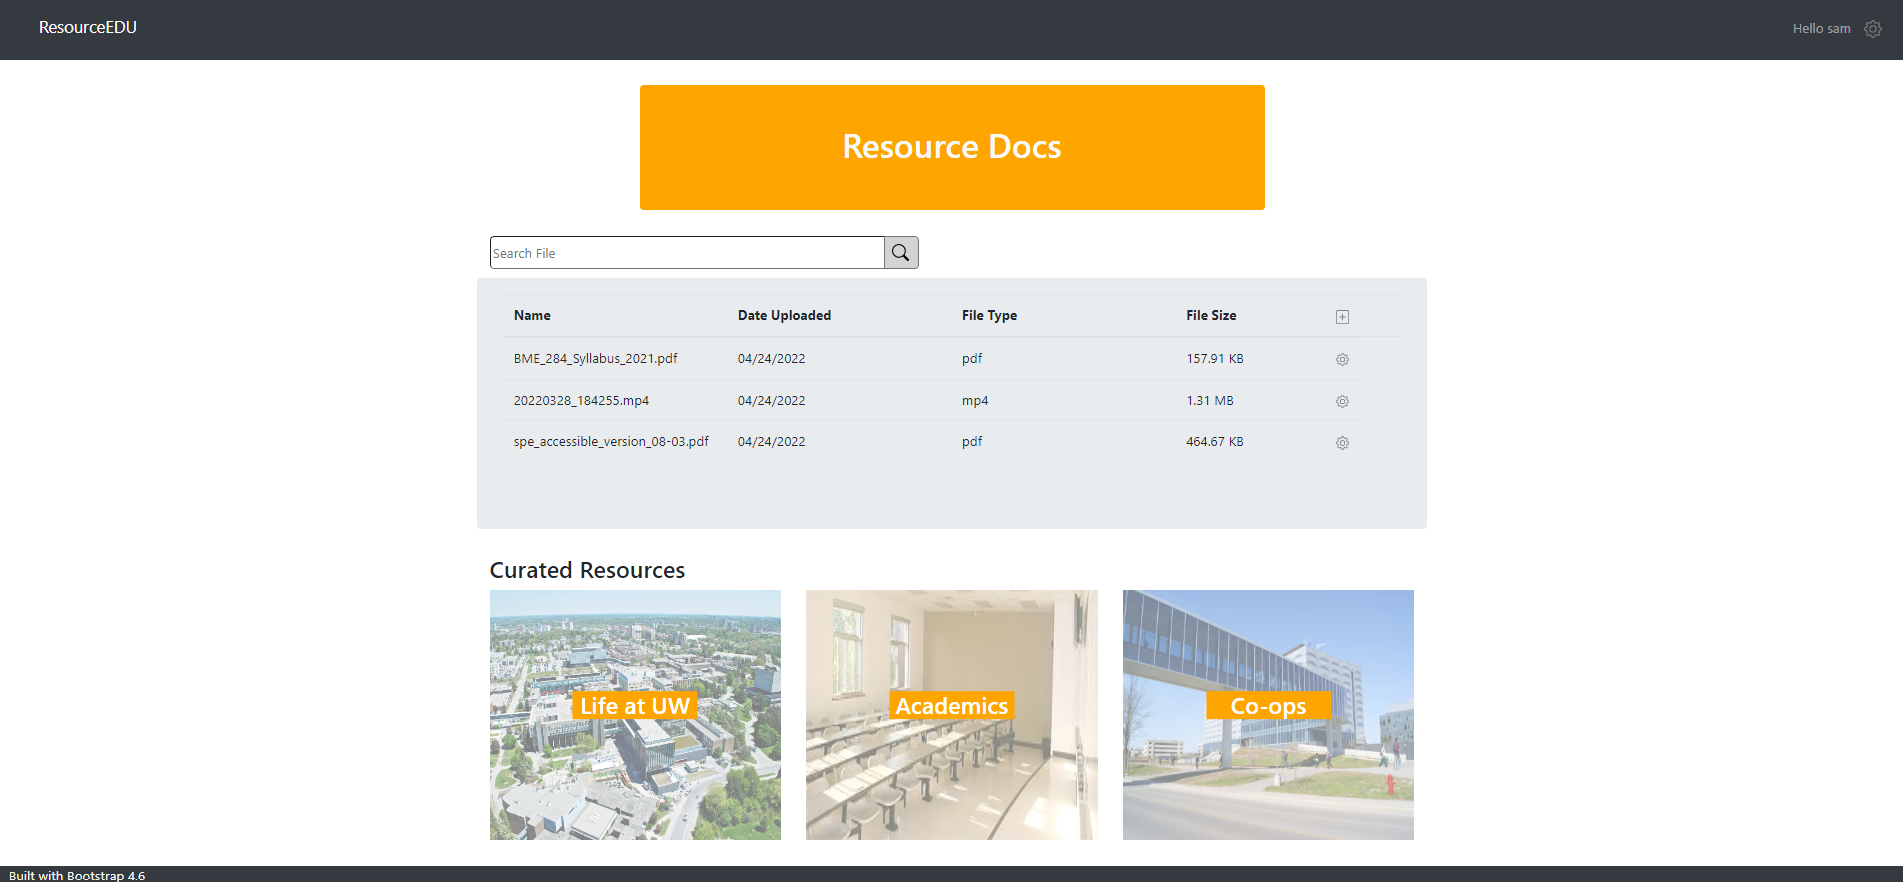 ResourceEDU
Hello sam
Resource Docs
Search File
Name Date Uploaded File Type File Size
BME_284_Syllabus_2021.pdf 04/24/2022 pdf 157.91 KB
20220328_184255.mp4 04/24/2022 mp4 1.31 MB
spe_accessible_version_08-03.pdf 04/24/2022 pdf 464.67 KB
Curated Resources
Life at UW
Academics
Co-ops
Built with Bootstrap 4.6